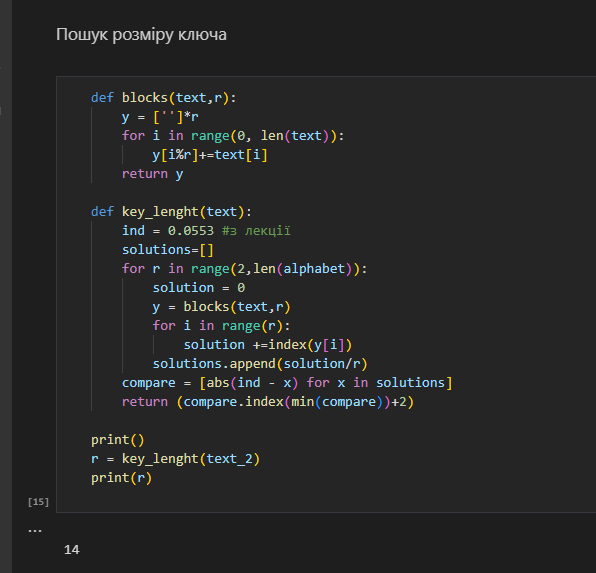 Пошук розміру ключа
def blocks(text,r):
    y = ['']*r
    for i in range(0, len(text)):
        y[i%r]+=text[i]
    return y

def key_lenght(text):
    ind = 0.0553 #з лекції
    solutions=[]
    for r in range(2,len(alphabet)):
        solution = 0
        y = blocks(text,r)
        for i in range(r):
            solution +=index(y[i])
        solutions.append(solution/r)
    compare = [abs(ind - x) for x in solutions]
    return (compare.index(min(compare))+2)

print()
r = key_lenght(text_2)
print(r)
[15]
...
14